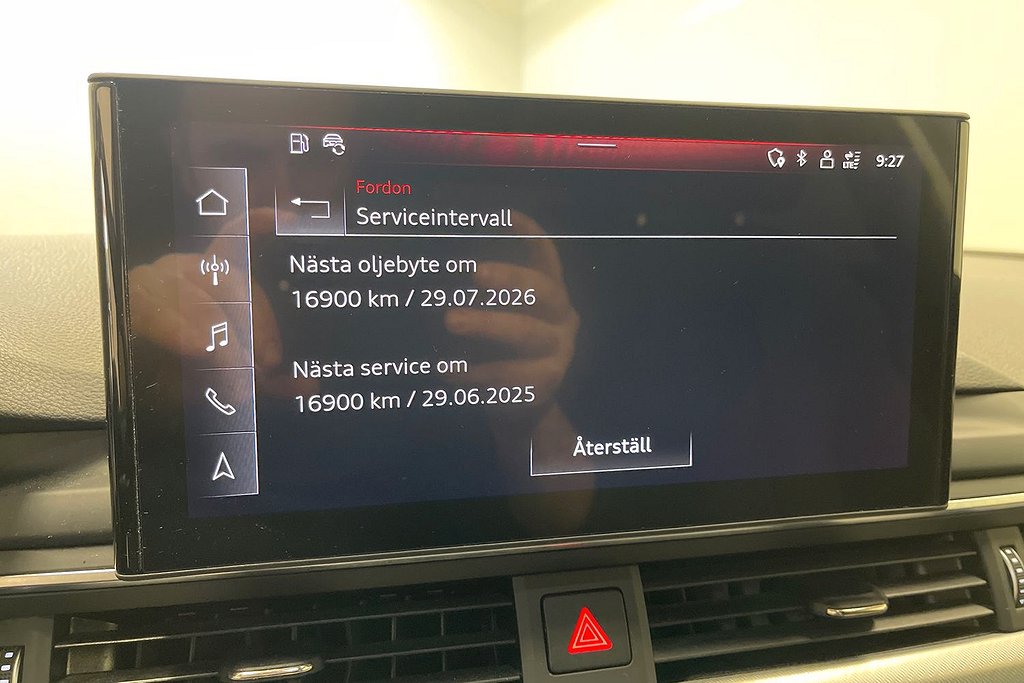 LTE
9:27
Fordon
Serviceintervall
Nästa oljebyte om
16900 km / 29.07.2026
Nästa service om
16900 km / 29.06.2025
Återställ